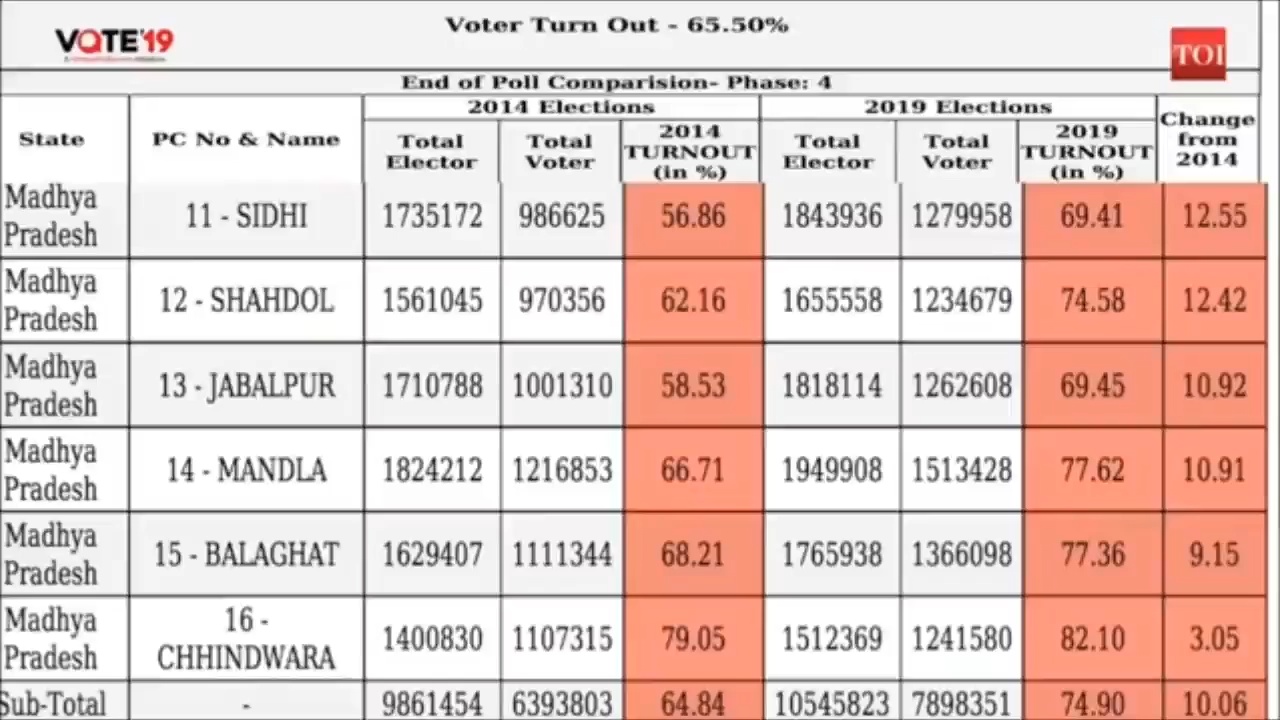 Voter Turn Out - 65.50%
VOTE'19
TOI
End of Poll Comparision- Phase: 4
State PC No & Name 2014 Elections 2019 Elections Change from 2014
Total Elector Total Voter 2014 TURNOUT (in %) Total Elector Total Voter 2019 TURNOUT (in %)
Madhya Pradesh 11 - SIDHI 1735172 986625 56.86 1843936 1279958 69.41 12.55
Madhya Pradesh 12 - SHAHDOL 1561045 970356 62.16 1655558 1234679 74.58 12.42
Madhya Pradesh 13 - JABALPUR 1710788 1001310 58.53 1818114 1262608 69.45 10.92
Madhya Pradesh 14 - MANDLA 1824212 1216853 66.71 1949908 1513428 77.62 10.91
Madhya Pradesh 15 - BALAGHAT 1629407 1111344 68.21 1765938 1366098 77.36 9.15
Madhya Pradesh 16 - CHHINDWARA 1400830 1107315 79.05 1512369 1241580 82.10 3.05
Sub-Total - 9861454 6393803 64.84 10545823 7898351 74.90 10.06